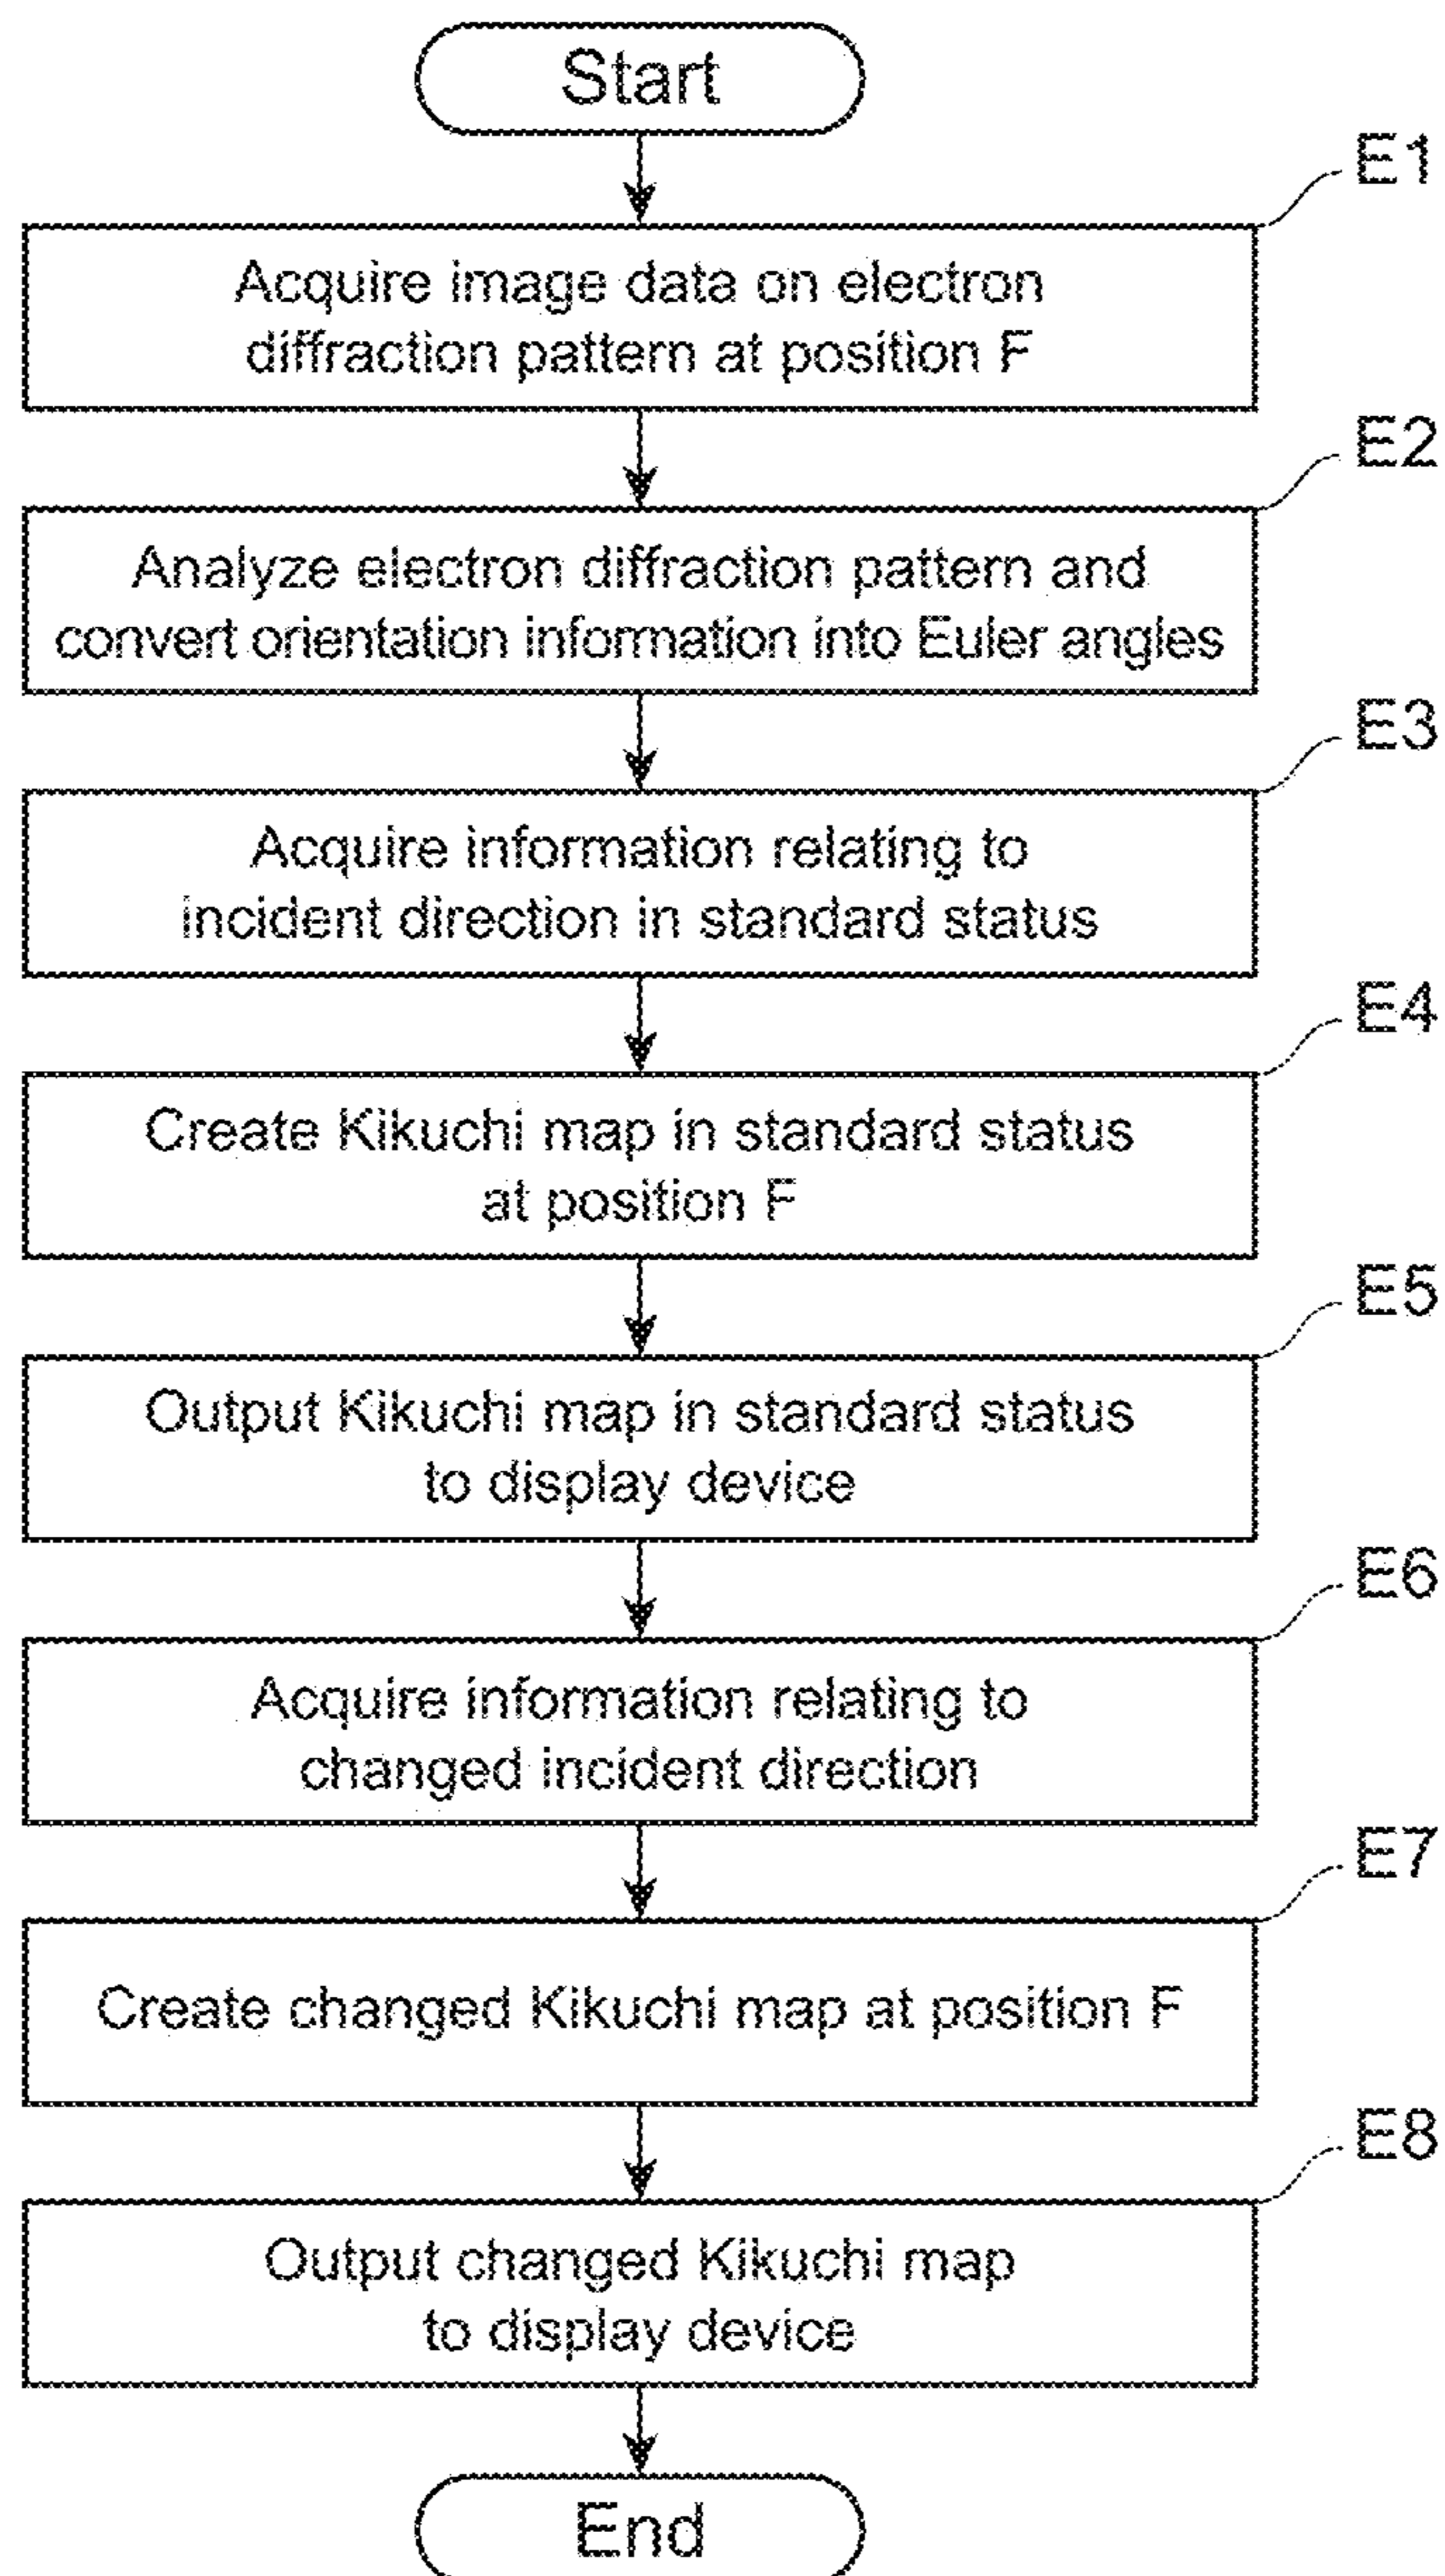 Start
E1
Acquire image data on electron
diffraction pattern at position F
E2
Analyze electron diffraction pattern and
convert orientation information into Euler angles
E3
Acquire information relating to
incident direction in standard status
E4
Create Kikuchi map in standard status
at position F
E5
Output Kikuchi map in standard status
to display device
E6
Acquire information relating to
changed incident direction
E7
Create changed Kikuchi map at position F
E8
Output changed Kikuchi map
to display device
End